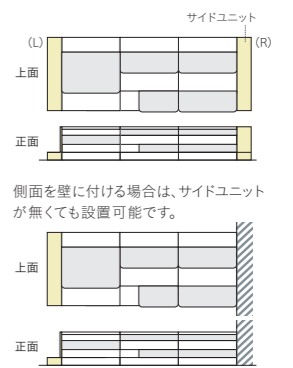 サイドユニット
(L)
(R)
上面
正面
側面を壁に付ける場合は、サイドユニット
が無くても設置可能です。
上面
正面